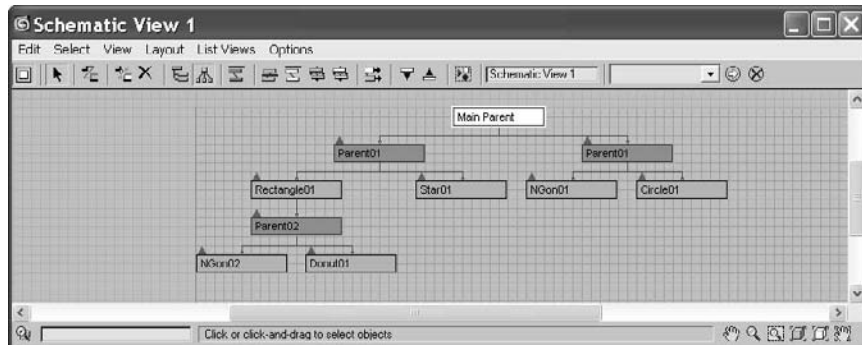 Schematic View 1
Edit Select View Layout List Views Options
Schematic View 1
Main Parent
Parent01 Parent01
Rectangle01 Star01 NGon01 Circle01
Parent02
NGon02 Donut01
Click or click-and-drag to select objects